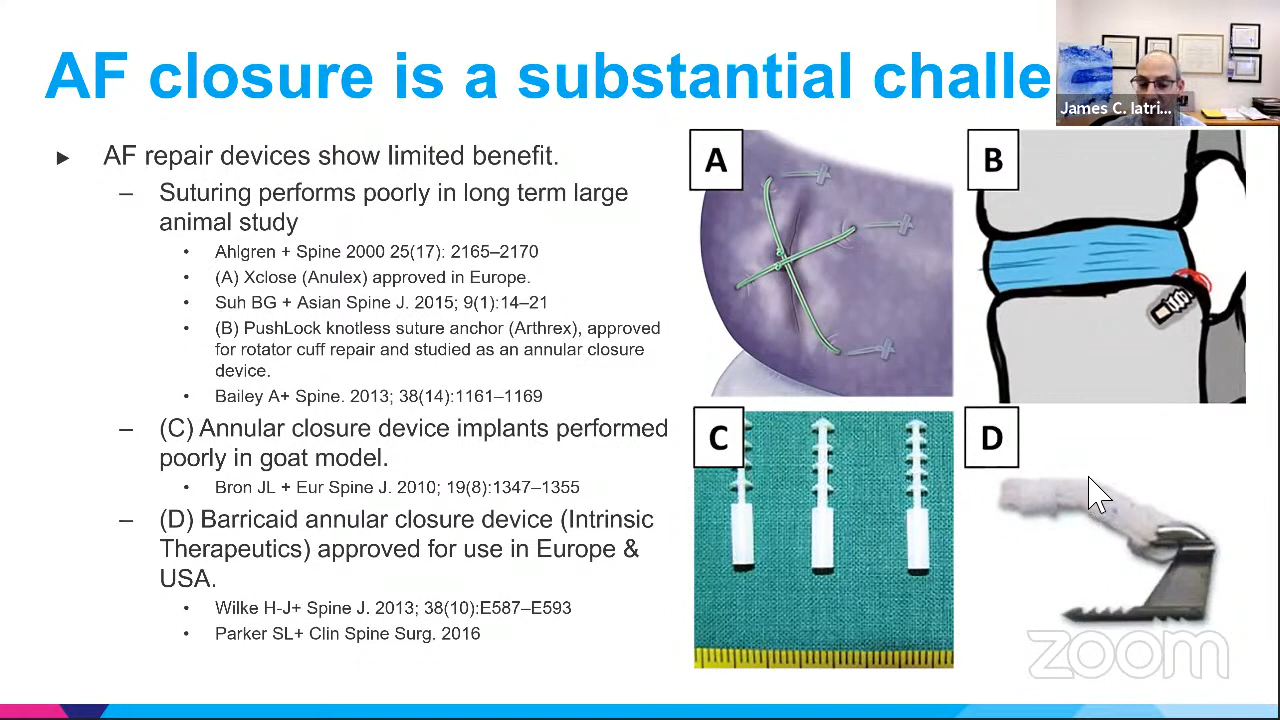 AF closure is a substantial challe
James C. Iatri...
► AF repair devices show limited benefit.
– Suturing performs poorly in long term large
animal study
• Ahlgren + Spine 2000 25(17): 2165–2170
• (A) Xclose (Anulex) approved in Europe.
• Suh BG + Asian Spine J. 2015; 9(1):14–21
• (B) PushLock knotless suture anchor (Arthrex), approved
for rotator cuff repair and studied as an annular closure
device.
• Bailey A+ Spine. 2013; 38(14):1161–1169
– (C) Annular closure device implants performed
poorly in goat model.
• Bron JL + Eur Spine J. 2010; 19(8):1347–1355
– (D) Barricaid annular closure device (Intrinsic
Therapeutics) approved for use in Europe &
USA.
• Wilke H-J+ Spine J. 2013; 38(10):E587–E593
• Parker SL+ Clin Spine Surg. 2016
A
B
C
D
zoom